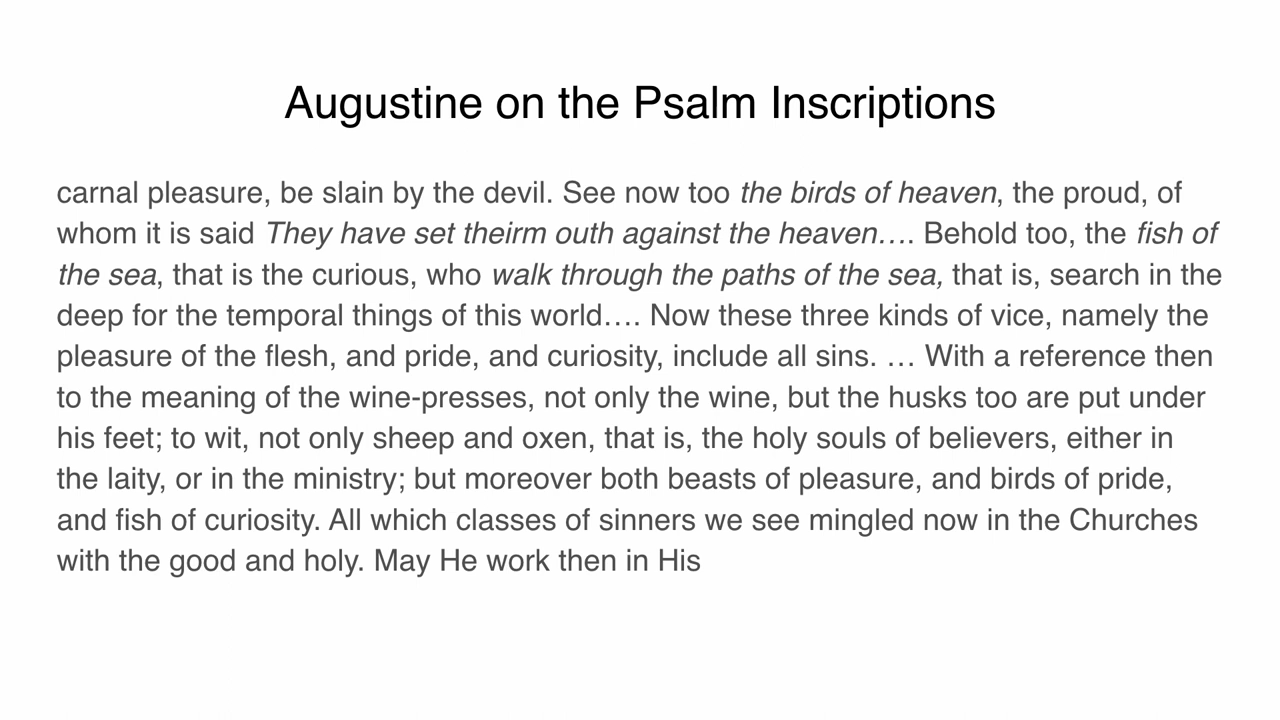 Augustine on the Psalm Inscriptions
carnal pleasure, be slain by the devil. See now too the birds of heaven, the proud, of
whom it is said They have set theirm outh against the heaven…. Behold too, the fish of
the sea, that is the curious, who walk through the paths of the sea, that is, search in the
deep for the temporal things of this world…. Now these three kinds of vice, namely the
pleasure of the flesh, and pride, and curiosity, include all sins. … With a reference then
to the meaning of the wine-presses, not only the wine, but the husks too are put under
his feet; to wit, not only sheep and oxen, that is, the holy souls of believers, either in
the laity, or in the ministry; but moreover both beasts of pleasure, and birds of pride,
and fish of curiosity. All which classes of sinners we see mingled now in the Churches
with the good and holy. May He work then in His